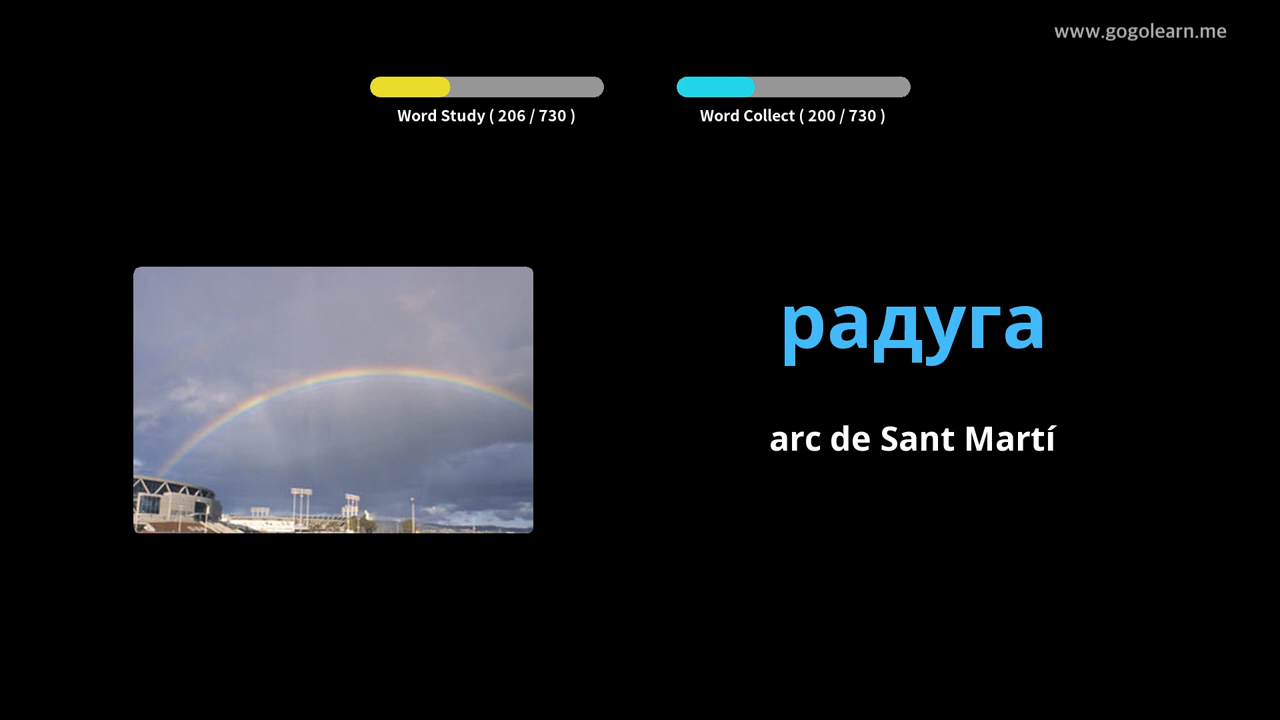 www.gogolearn.me
Word Study ( 206 / 730 )
Word Collect ( 200 / 730 )
радуга
arc de Sant Martí